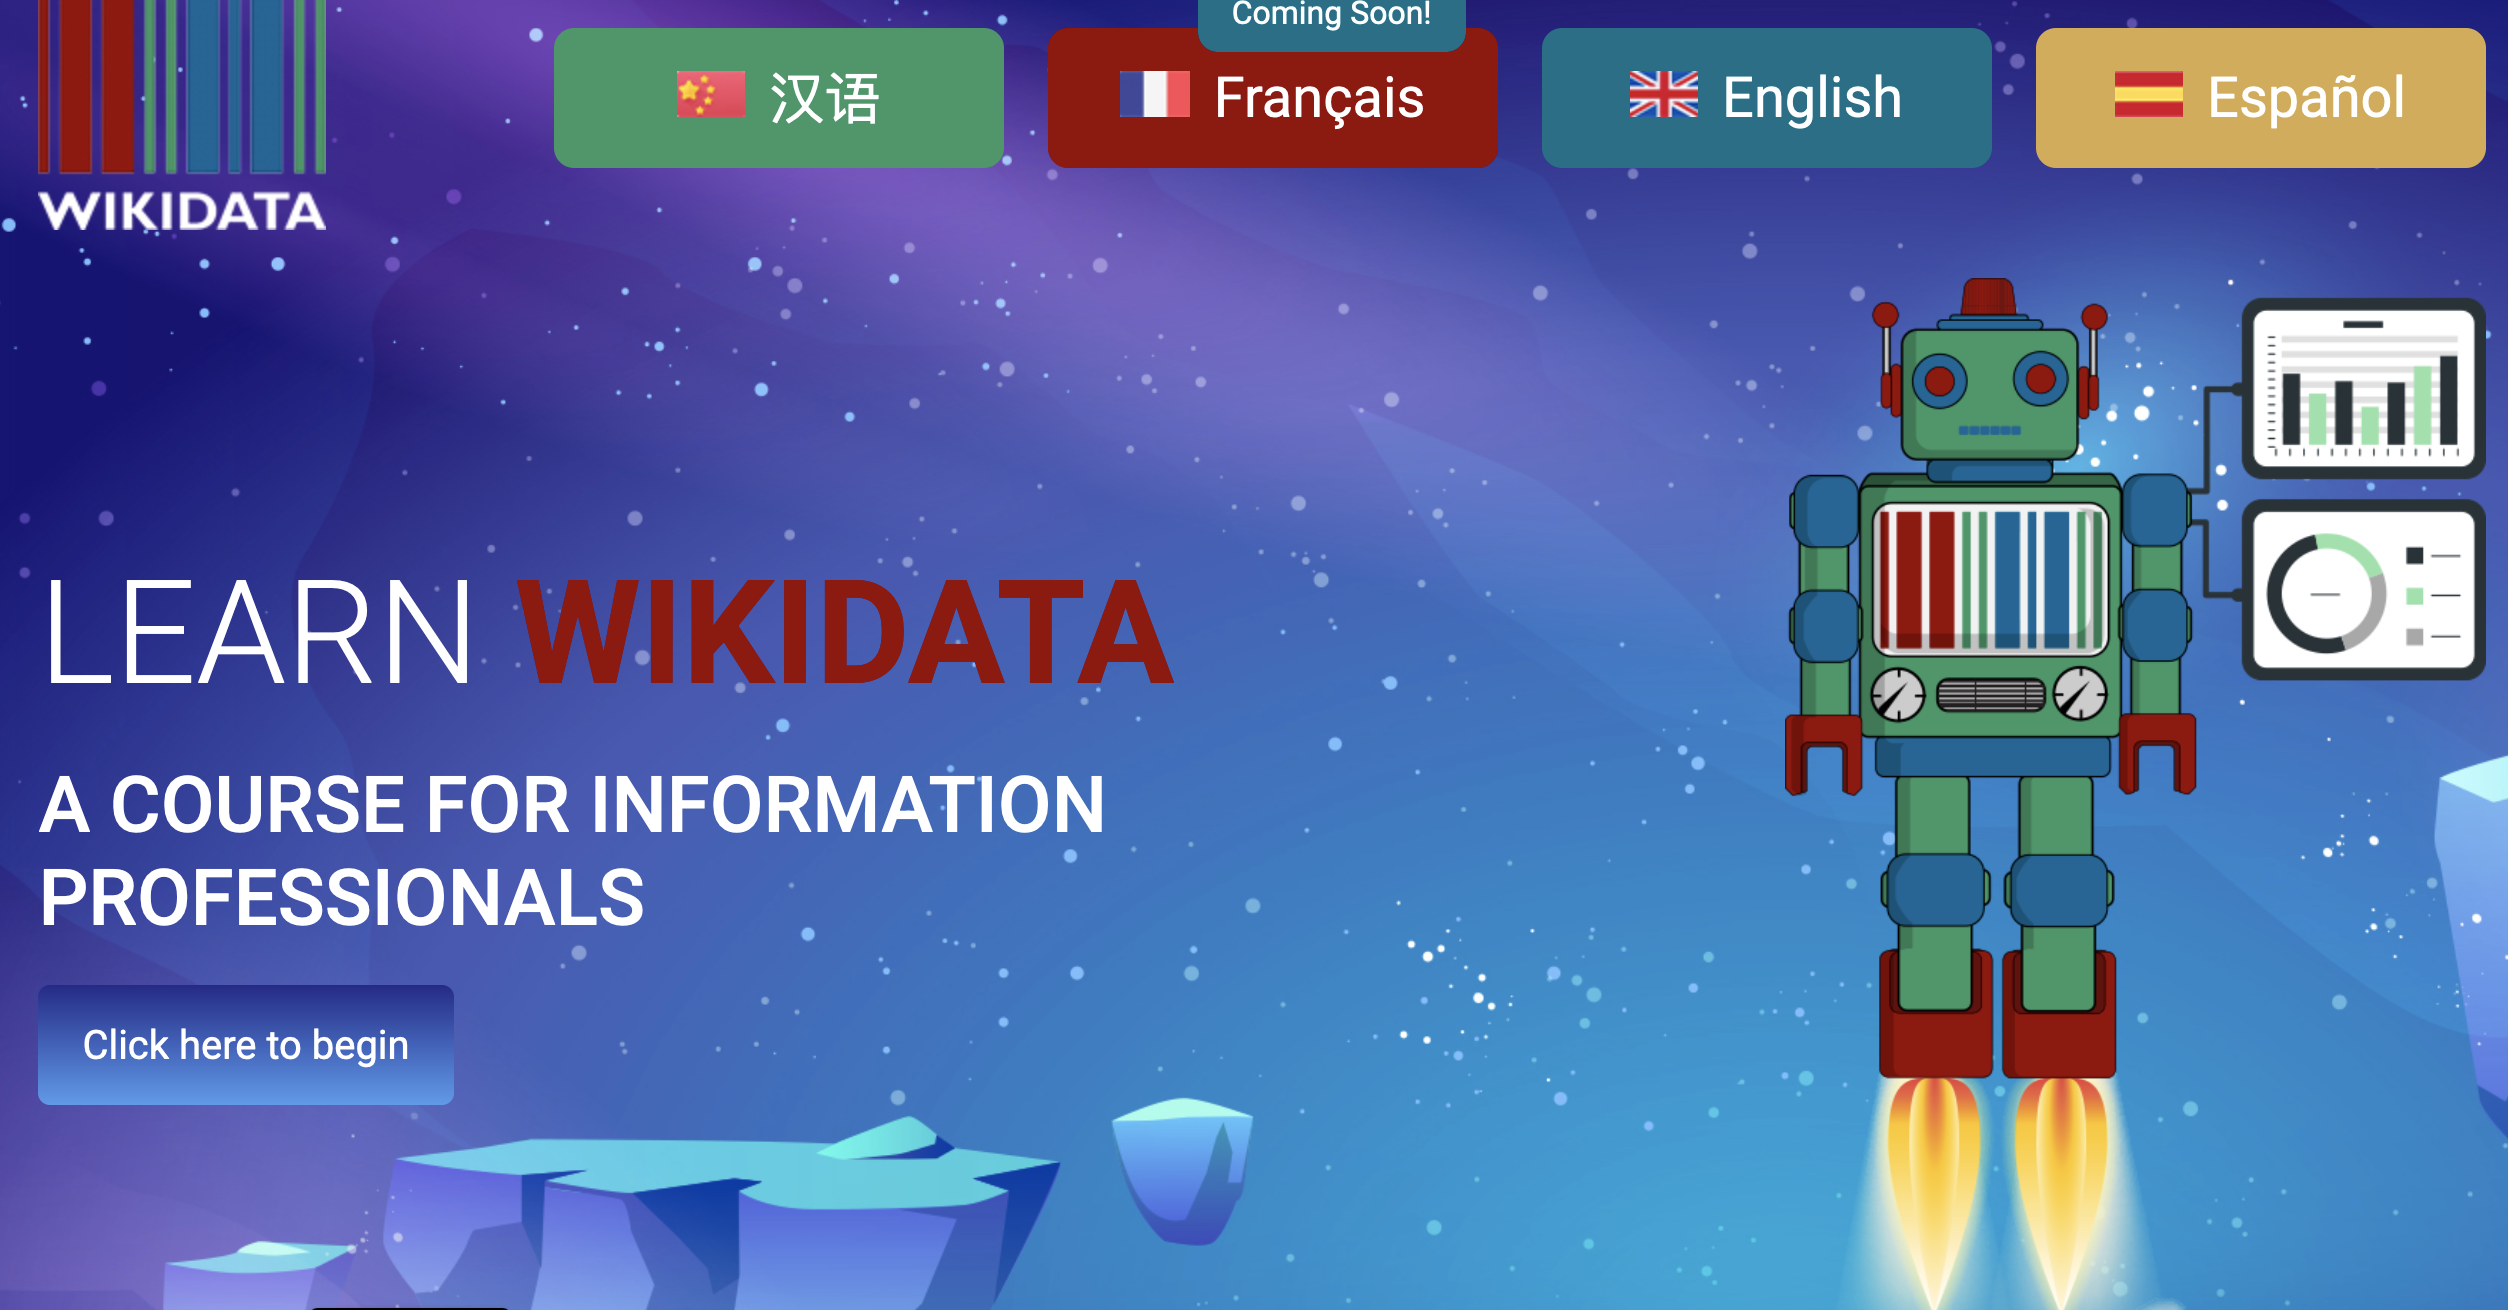 Coming Soon!
汉语
Français
English
Español
WIKIDATA
LEARN WIKIDATA
A COURSE FOR INFORMATION
PROFESSIONALS
Click here to begin